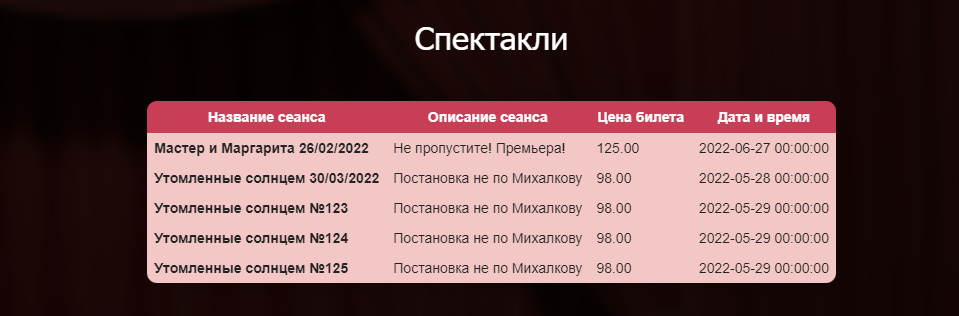 Спектакли
Название сеанса Описание сеанса Цена билета Дата и время
Мастер и Маргарита 26/02/2022 Не пропустите! Премьера! 125.00 2022-06-27 00:00:00
Утомленные солнцем 30/03/2022 Постановка не по Михалкову 98.00 2022-05-28 00:00:00
Утомленные солнцем №123 Постановка не по Михалкову 98.00 2022-05-29 00:00:00
Утомленные солнцем №124 Постановка не по Михалкову 98.00 2022-05-29 00:00:00
Утомленные солнцем №125 Постановка не по Михалкову 98.00 2022-05-29 00:00:00